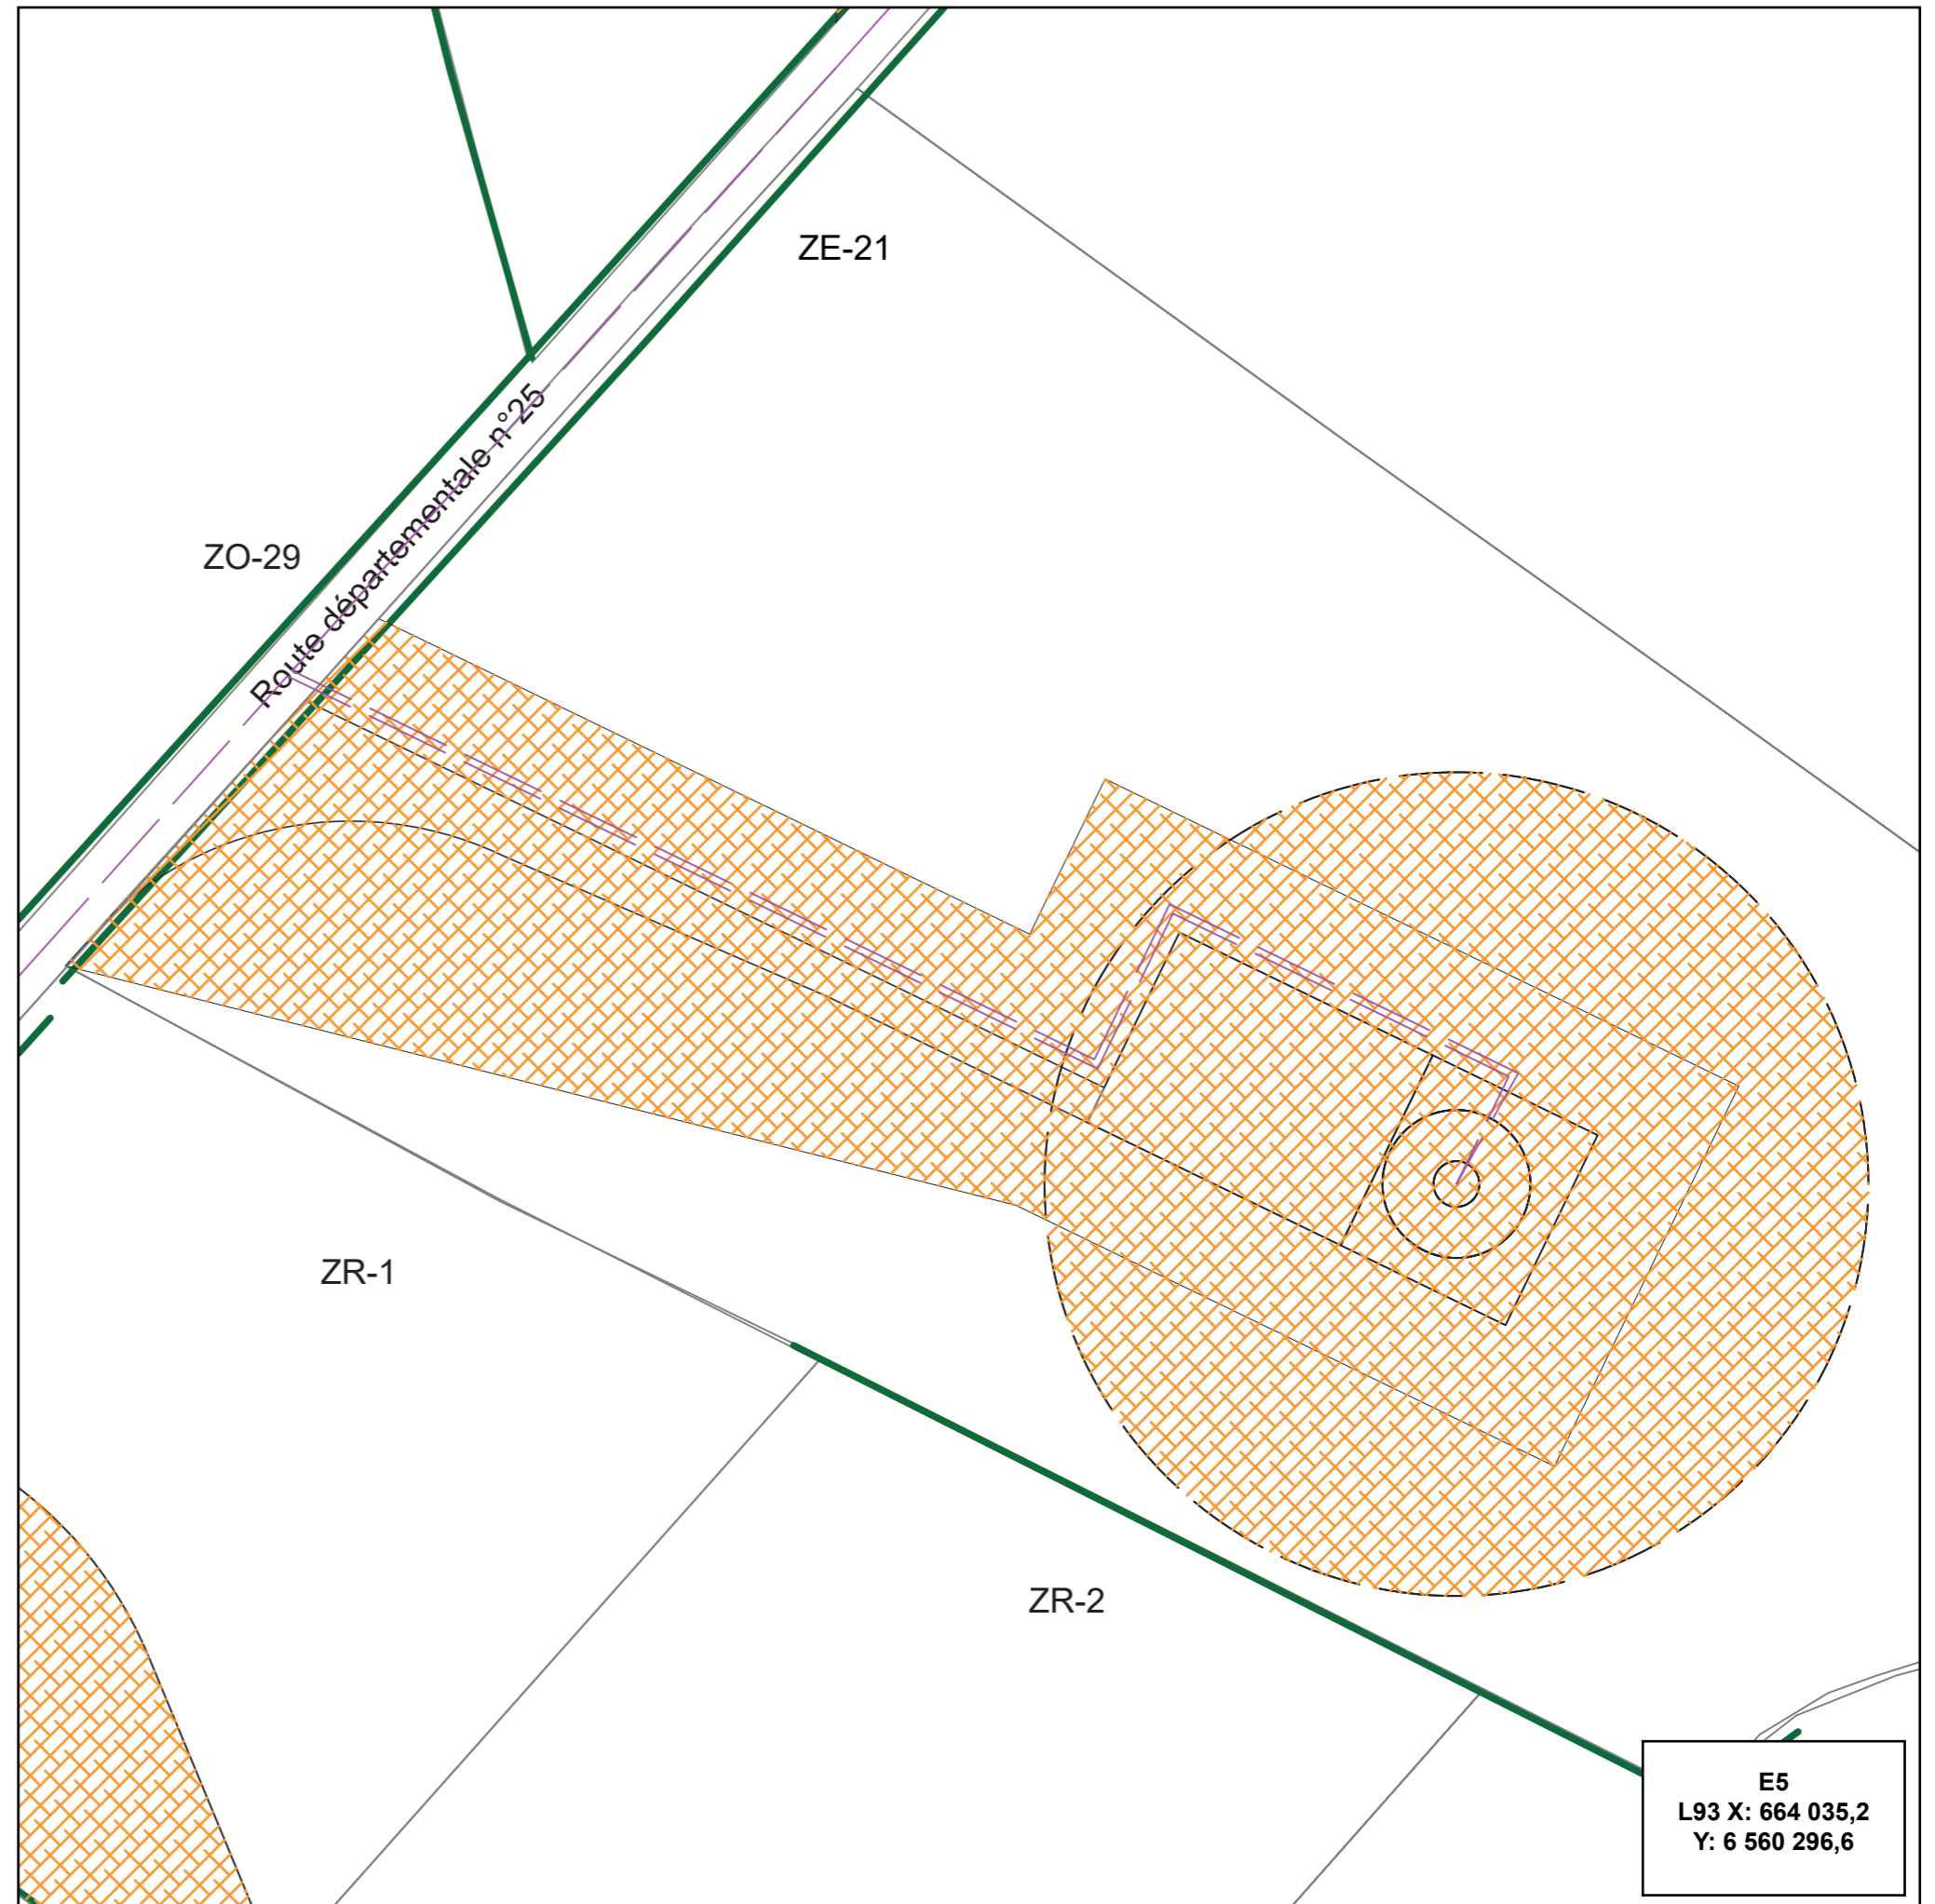 ZE-21
Route départementale n°25
ZO-29
ZR-1
ZR-2
E5
L93 X: 664 035,2
Y: 6 560 296,6